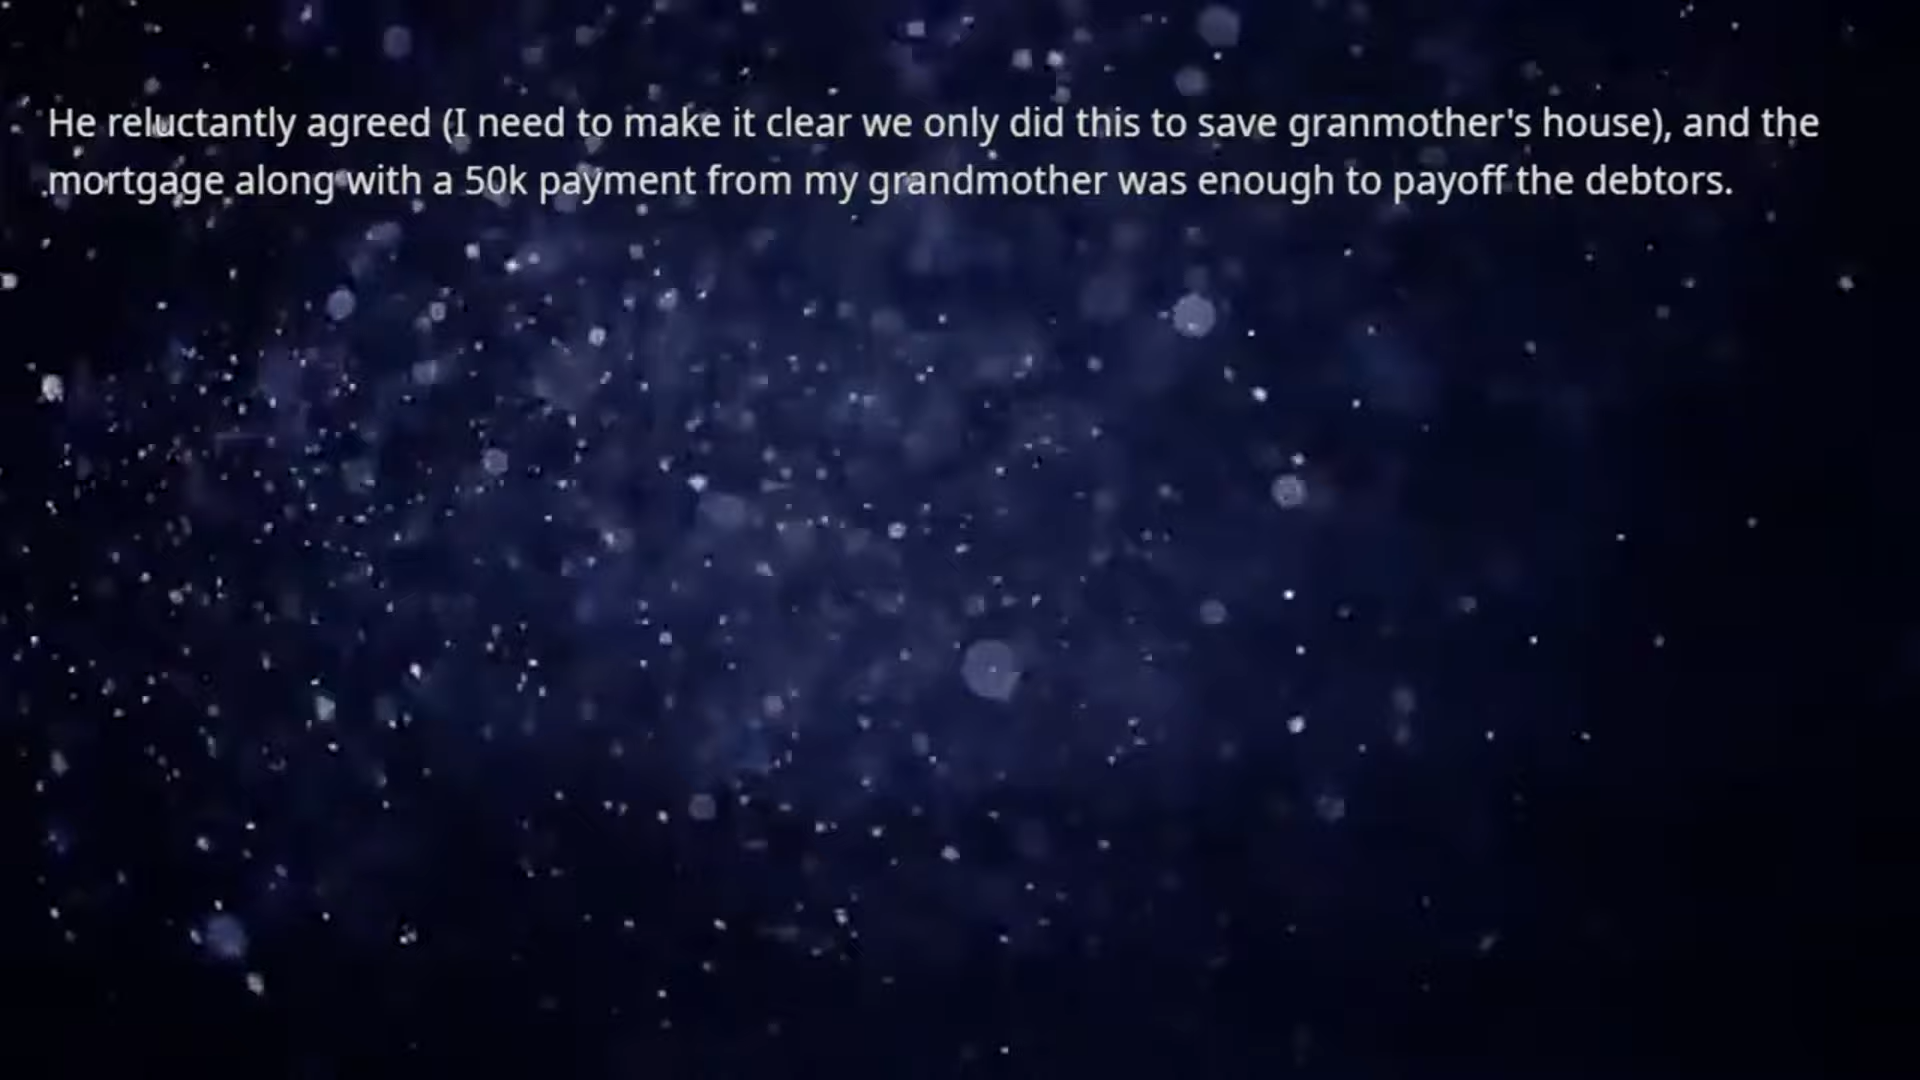 He reluctantly agreed (I need to make it clear we only did this to save granmother's house), and the
mortgage along with a 50k payment from my grandmother was enough to payoff the debtors.